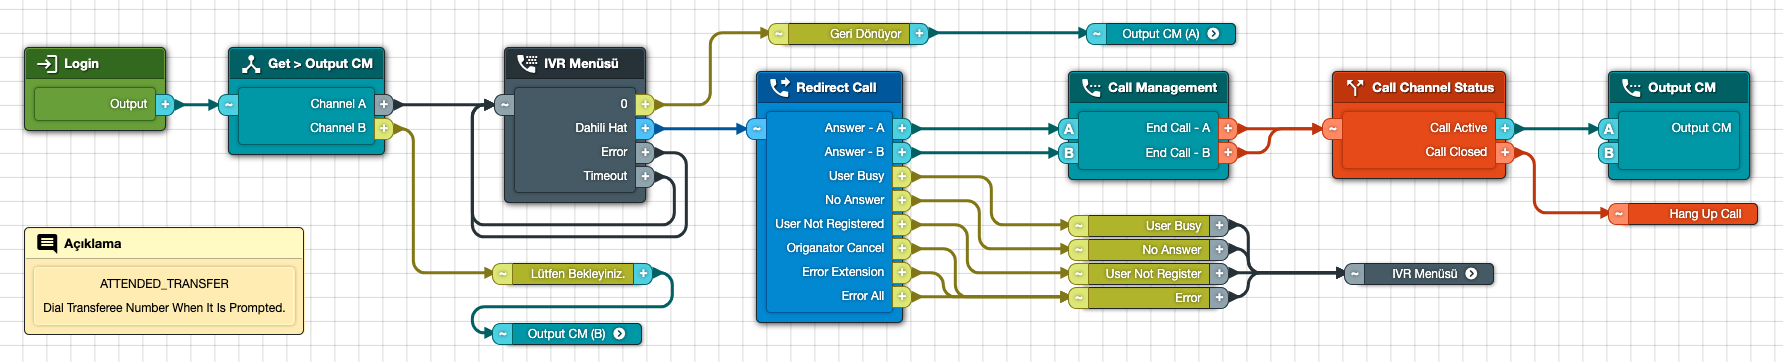 Login
Output
Get > Output CM
Channel A
Channel B
IVR Menüsü
0
Dahili Hat
Error
Timeout
Geri Dönüyor
Output CM (A)
Redirect Call
Answer - A
Answer - B
User Busy
No Answer
User Not Registered
Origanator Cancel
Error Extension
Error All
Call Management
A
B
End Call - A
End Call - B
Call Channel Status
Call Active
Call Closed
Output CM
A
B
Output CM
Hang Up Call
User Busy
No Answer
User Not Register
Error
IVR Menüsü
Lütfen Bekleyiniz.
Output CM (B)
Açıklama
ATTENDED_TRANSFER
Dial Transferee Number When It Is Prompted.